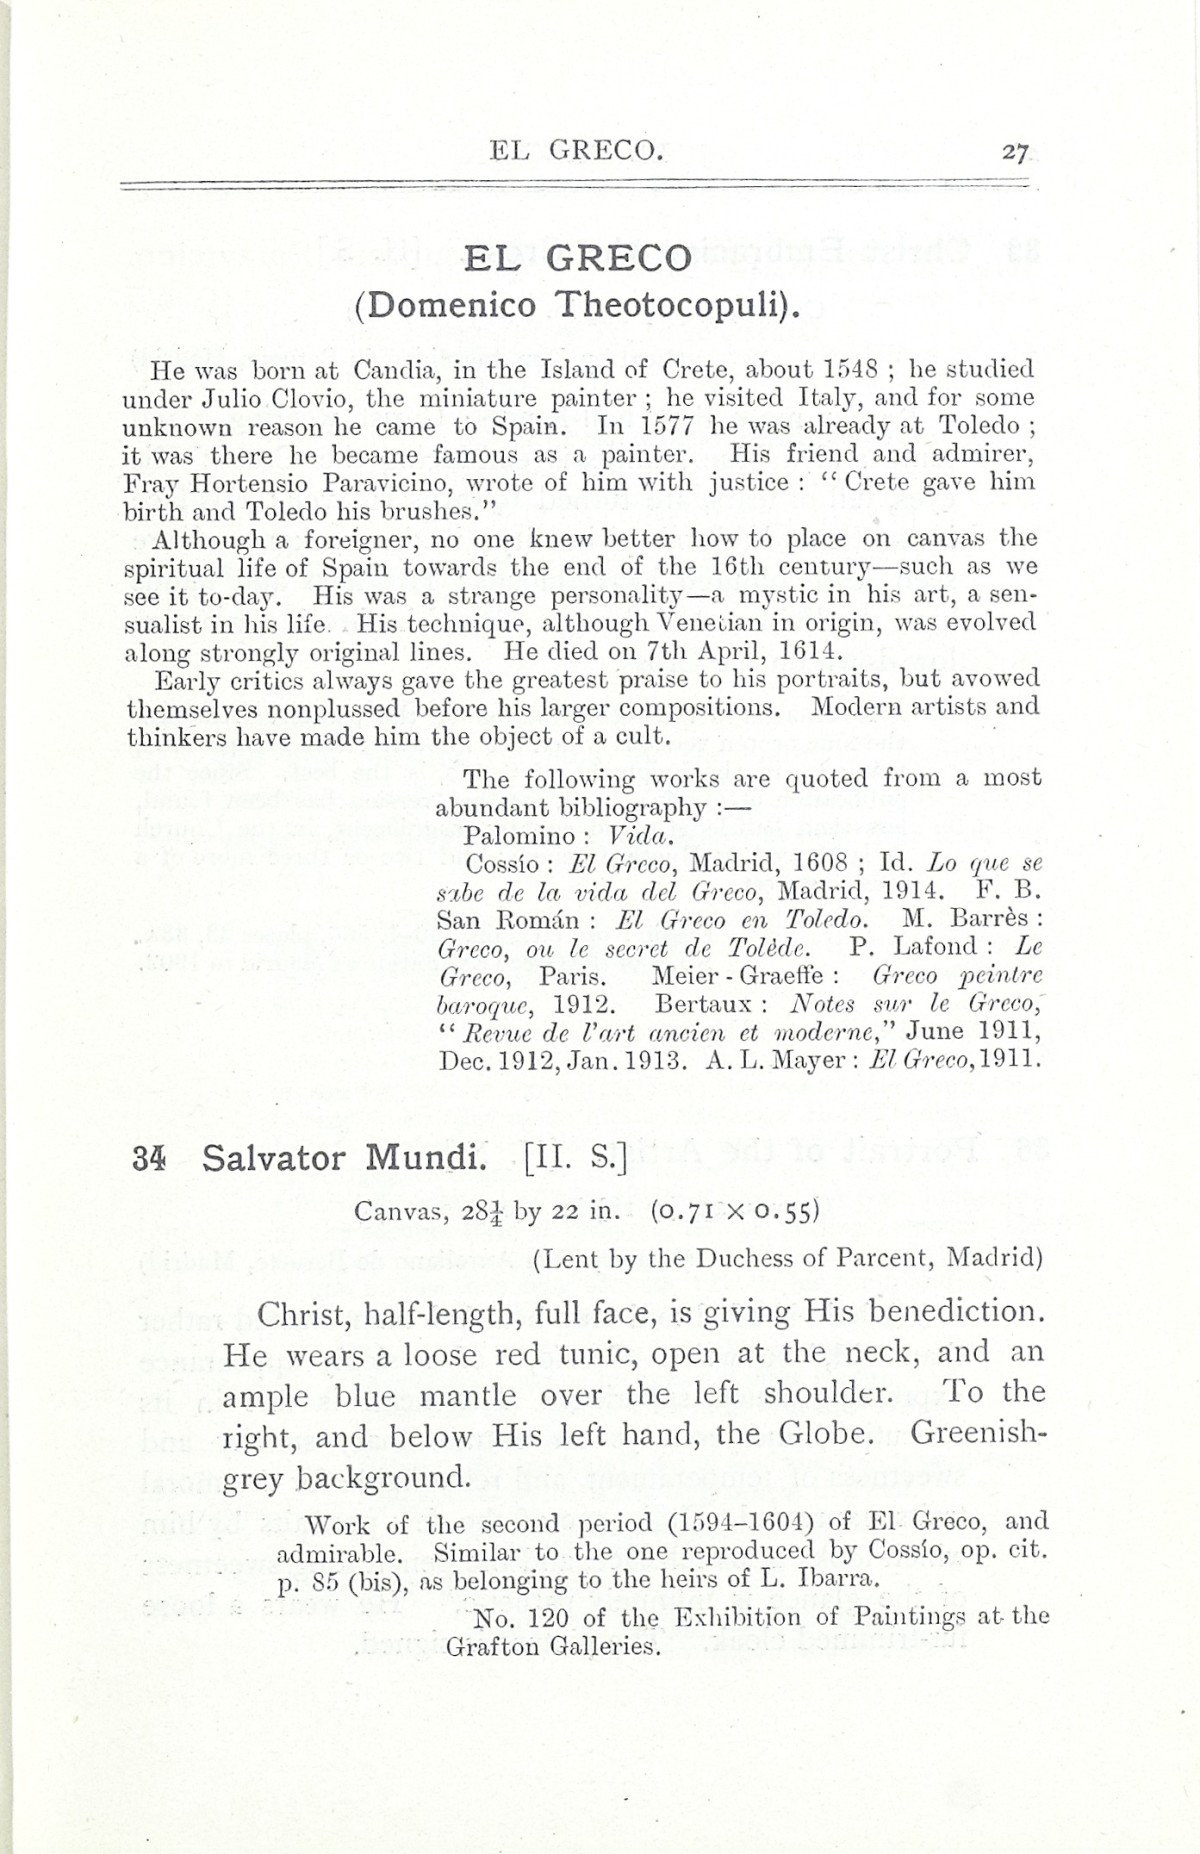 EL GRECO. 27
EL GRECO
(Domenico Theotocopuli).
He was born at Candia, in the Island of Crete, about 1548 ; he studied
under Julio Clovio, the miniature painter ; he visited Italy, and for some
unknown reason he came to Spain. In 1577 he was already at Toledo ;
it was there he became famous as a painter. His friend and admirer,
Fray Hortensio Paravicino, wrote of him with justice : “ Crete gave him
birth and Toledo his brushes.”
Although a foreigner, no one knew better how to place on canvas the
spiritual life of Spain towards the end of the 16th century—such as we
see it to-day. His was a strange personality—a mystic in his art, a sen-
sualist in his life. His technique, although Venetian in origin, was evolved
along strongly original lines. He died on 7th April, 1614.
Early critics always gave the greatest praise to his portraits, but avowed
themselves nonplussed before his larger compositions. Modern artists and
thinkers have made him the object of a cult.
The following works are quoted from a most
abundant bibliography :—
Palomino : Vida.
Cossío : El Greco, Madrid, 1608 ; Id. Lo que se
sabe de la vida del Greco, Madrid, 1914. F. B.
San Román : El Greco en Toledo. M. Barrès :
Greco, ou le secret de Tolède. P. Lafond : Le
Greco, Paris. Meier-Graeffe : Greco peintre
baroque, 1912. Bertaux : Notes sur le Greco,
“ Revue de l'art ancien et moderne,” June 1911,
Dec. 1912, Jan. 1913. A. L. Mayer : El Greco, 1911.
34 Salvator Mundi. [II. S.]
Canvas, 28¼ by 22 in. (0.71 × 0.55)
(Lent by the Duchess of Parcent, Madrid)
Christ, half-length, full face, is giving His benediction.
He wears a loose red tunic, open at the neck, and an
ample blue mantle over the left shoulder. To the
right, and below His left hand, the Globe. Greenish-
grey background.
Work of the second period (1594–1604) of El Greco, and
admirable. Similar to the one reproduced by Cossío, op. cit.
p. 85 (bis), as belonging to the heirs of L. Ibarra.
No. 120 of the Exhibition of Paintings at the
Grafton Galleries.